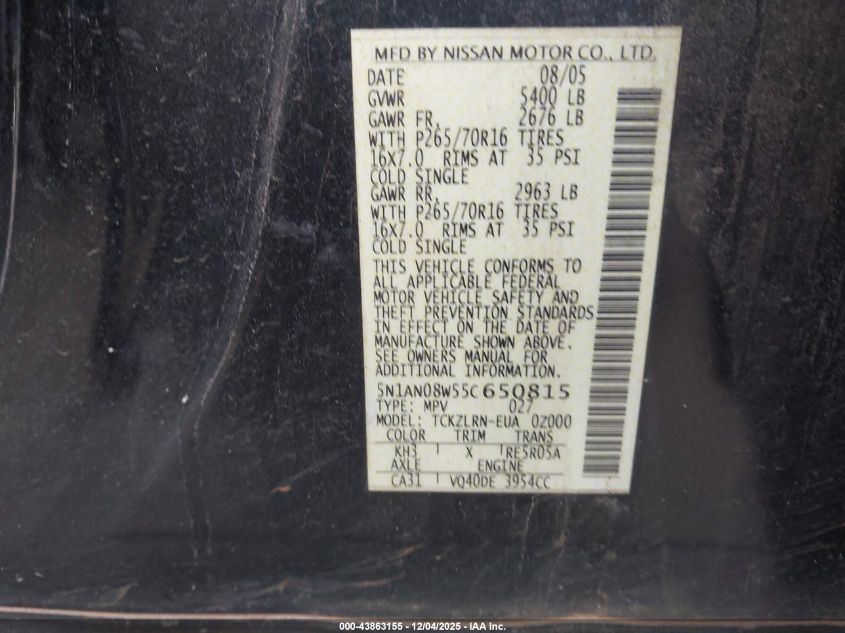 MFD BY NISSAN MOTOR CO., LTD.
DATE 08/05
GVWR 5400 LB
GAWR FR. 2676 LB
WITH P265/70R16 TIRES
16X7.0 RIMS AT 35 PSI
COLD SINGLE
GAWR RR. 2963 LB
WITH P265/70R16 TIRES
16X7.0 RIMS AT 35 PSI
COLD SINGLE
THIS VEHICLE CONFORMS TO
ALL APPLICABLE FEDERAL
MOTOR VEHICLE SAFETY AND
THEFT PREVENTION STANDARDS
IN EFFECT ON THE DATE OF
MANUFACTURE SHOWN ABOVE.
SEE OWNERS MANUAL FOR
ADDITIONAL INFORMATION.
5N1AN08W55C650815
TYPE: MPV 027
MODEL: TCKZLRN-EUA 0Z000
COLOR TRIM TRANS
KH3 X RE5R05A
AXLE ENGINE
CA31 VQ40DE 3954CC
000-43863155 - 12/04/2025 - IAA Inc.